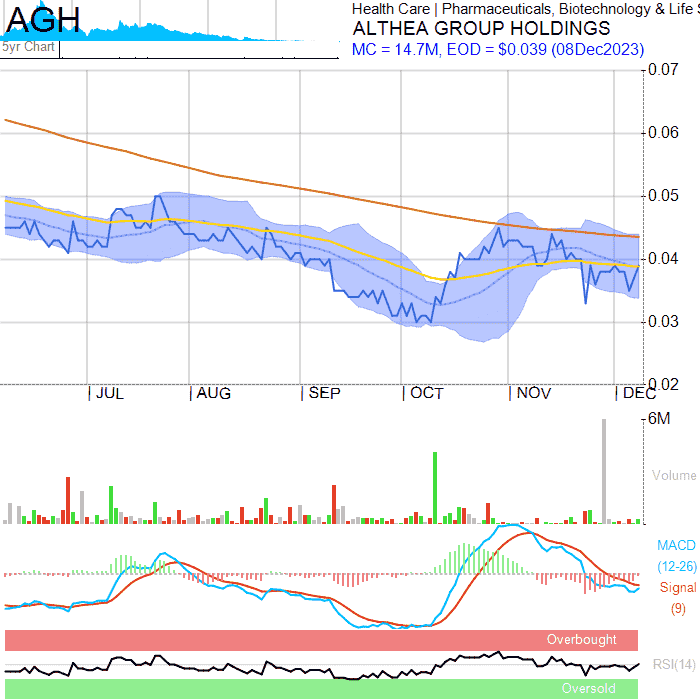 AGH
5yr Chart
Health Care | Pharmaceuticals, Biotechnology & Life S
ALTHEA GROUP HOLDINGS
MC = 14.7M, EOD = $0.039 (08Dec2023)
0.07
0.06
0.05
0.04
0.03
0.02
JUL AUG SEP OCT NOV DEC
6M
Volume
MACD
(12-26)
Signal
(9)
Overbought
RSI(14)
Oversold